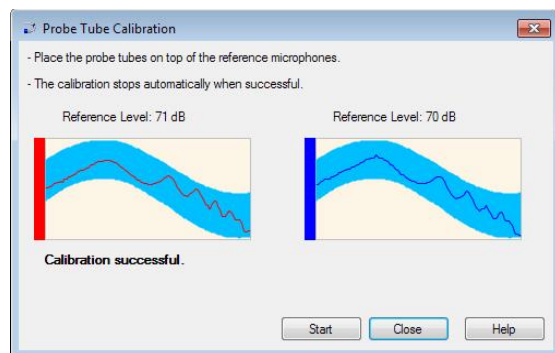 Probe Tube Calibration
- Place the probe tubes on top of the reference microphones.
- The calibration stops automatically when successful.
Reference Level: 71 dB
Reference Level: 70 dB
Calibration successful.
Start
Close
Help